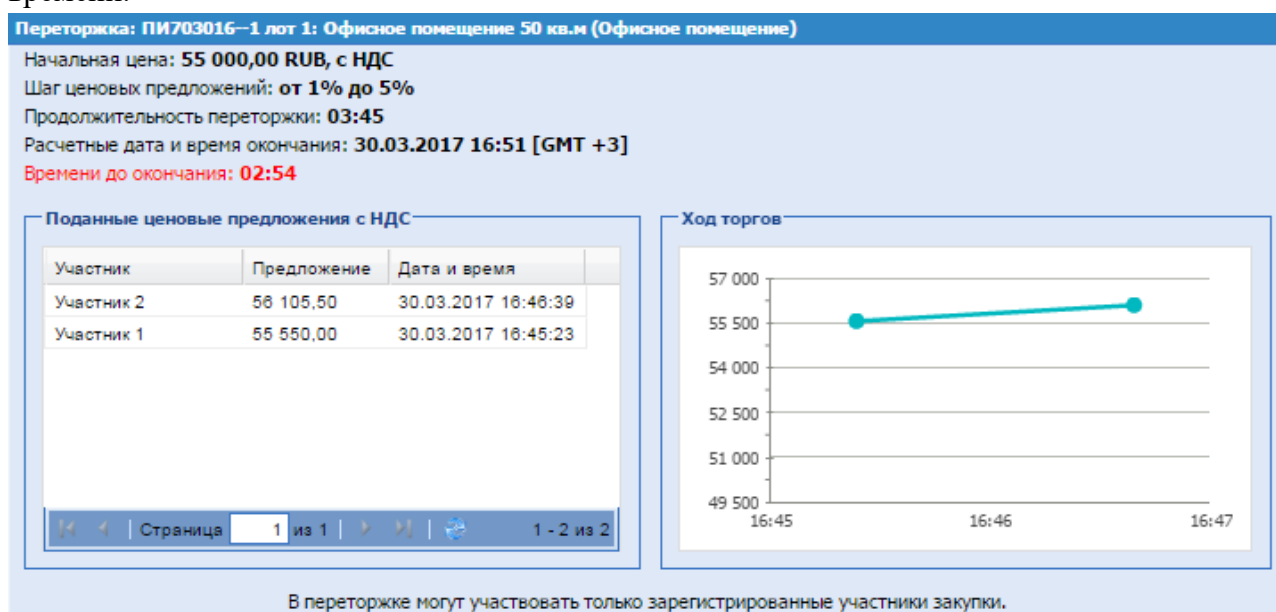 Переторжка: ПИ703016--1 лот 1: Офисное помещение 50 кв.м (Офисное помещение)
Начальная цена: 55 000,00 RUB, с НДС
Шаг ценовых предложений: от 1% до 5%
Продолжительность переторжки: 03:45
Расчетные дата и время окончания: 30.03.2017 16:51 [GMT +3]
Времени до окончания: 02:54
Поданные ценовые предложения с НДС
Участник Предложение Дата и время
Участник 2 56 105,50 30.03.2017 16:46:39
Участник 1 55 550,00 30.03.2017 16:45:23
Страница 1 из 1 1 - 2 из 2
Ход торгов
57 000
55 500
54 000
52 500
51 000
49 500
16:45 16:46 16:47
В переторжке могут участвовать только зарегистрированные участники закупки.